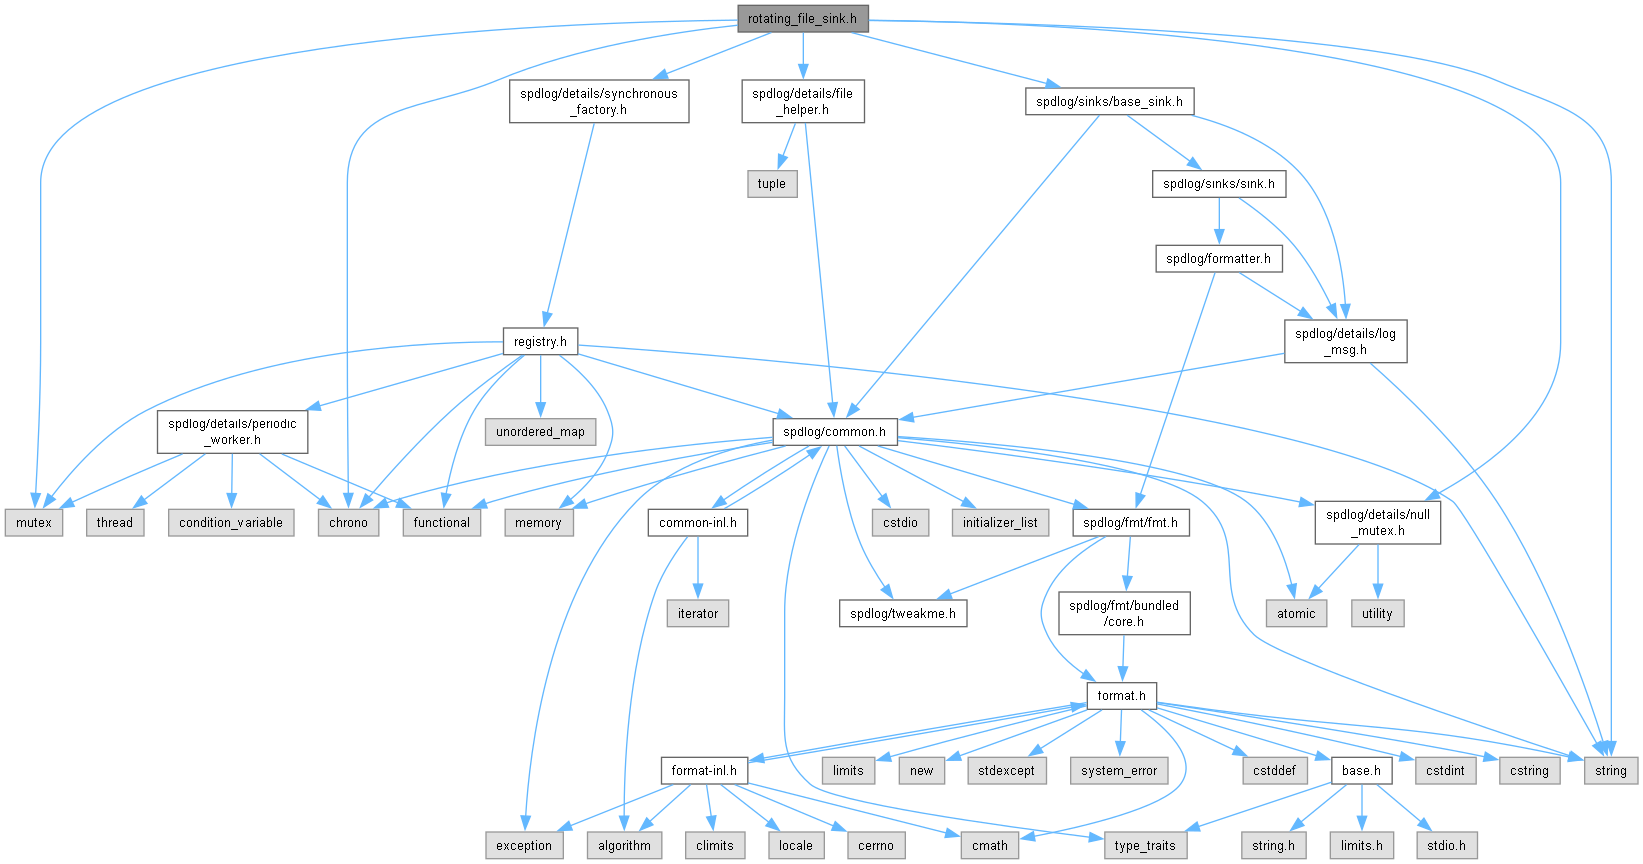 rotating_file_sink.h
spdlog/details/synchronous
_factory.h
spdlog/details/file
_helper.h
spdlog/sinks/base_sink.h
tuple
spdlog/sinks/sink.h
spdlog/formatter.h
registry.h
spdlog/details/log
_msg.h
spdlog/details/periodic
_worker.h
unordered_map
spdlog/common.h
mutex
thread
condition_variable
chrono
functional
memory
common-inl.h
cstdio
initializer_list
spdlog/fmt/fmt.h
spdlog/details/null
_mutex.h
iterator
spdlog/tweakme.h
spdlog/fmt/bundled
/core.h
atomic
utility
format.h
format-inl.h
limits
new
stdexcept
system_error
cstddef
base.h
cstdint
cstring
string
exception
algorithm
climits
locale
cerrno
cmath
type_traits
string.h
limits.h
stdio.h